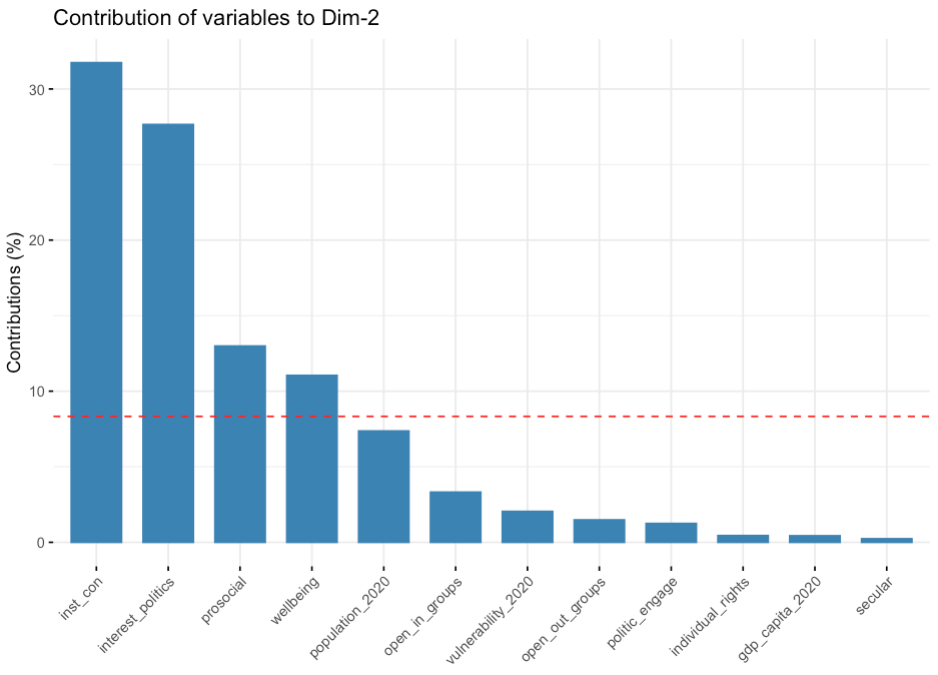 Contribution of variables to Dim-2
Contributions (%)
30
20
10
0
inst_con
interest_politics
prosocial
wellbeing
population_2020
open_in_groups
vulnerability_2020
open_out_groups
politic_engage
individual_rights
gdp_capita_2020
secular